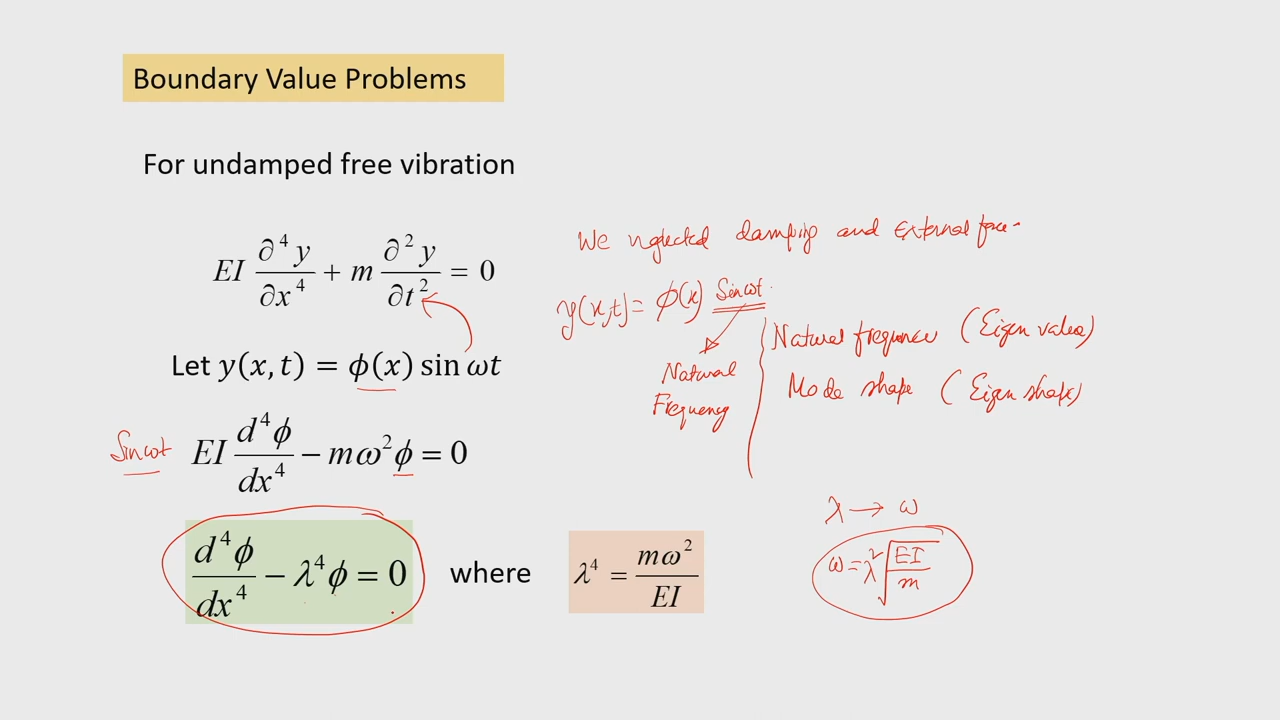 Boundary Value Problems
For undamped free vibration
We neglected damping and External force
EI ∂⁴y/∂x⁴ + m ∂²y/∂t² = 0
y(x,t) = ϕ(x) Sinωt
Natural Frequency
Natural frequency (Eigen value)
Mode shape (Eigen shape)
Let y(x, t) = ϕ(x) sin ωt
Sinωt EI d⁴ϕ/dx⁴ − mω²ϕ = 0
λ → ω
d⁴ϕ/dx⁴ − λ⁴ϕ = 0 where λ⁴ = mω²/EI
ω = λ²√(EI/m)